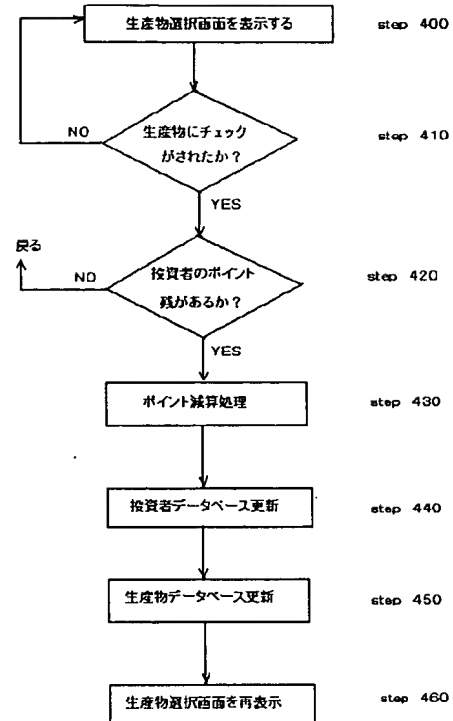 生産物選択画面を表示する step 400
NO 生産物にチェック
がされたか？ step 410
YES
戻る
NO 投資者のポイント
残があるか？ step 420
YES
ポイント減算処理 step 430
投資者データベース更新 step 440
生産物データベース更新 step 450
生産物選択画面を再表示 step 460